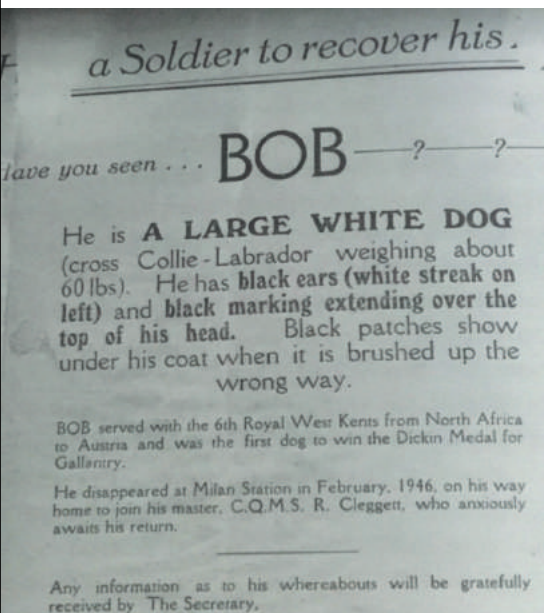 a Soldier to recover his.
lave you seen . . . BOB — ? — ? —
He is A LARGE WHITE DOG
(cross Collie - Labrador weighing about
60 lbs). He has black ears (white streak on
left) and black marking extending over the
top of his head. Black patches show
under his coat when it is brushed up the
wrong way.
BOB served with the 6th Royal West Kents from North Africa
to Austria and was the first dog to win the Dickin Medal for
Gallantry.
He disappeared at Milan Station in February, 1946, on his way
home to join his master, C.Q.M.S. R. Cleggett, who anxiously
awaits his return.
Any information as to his whereabouts will be gratefully
received by The Secretary,